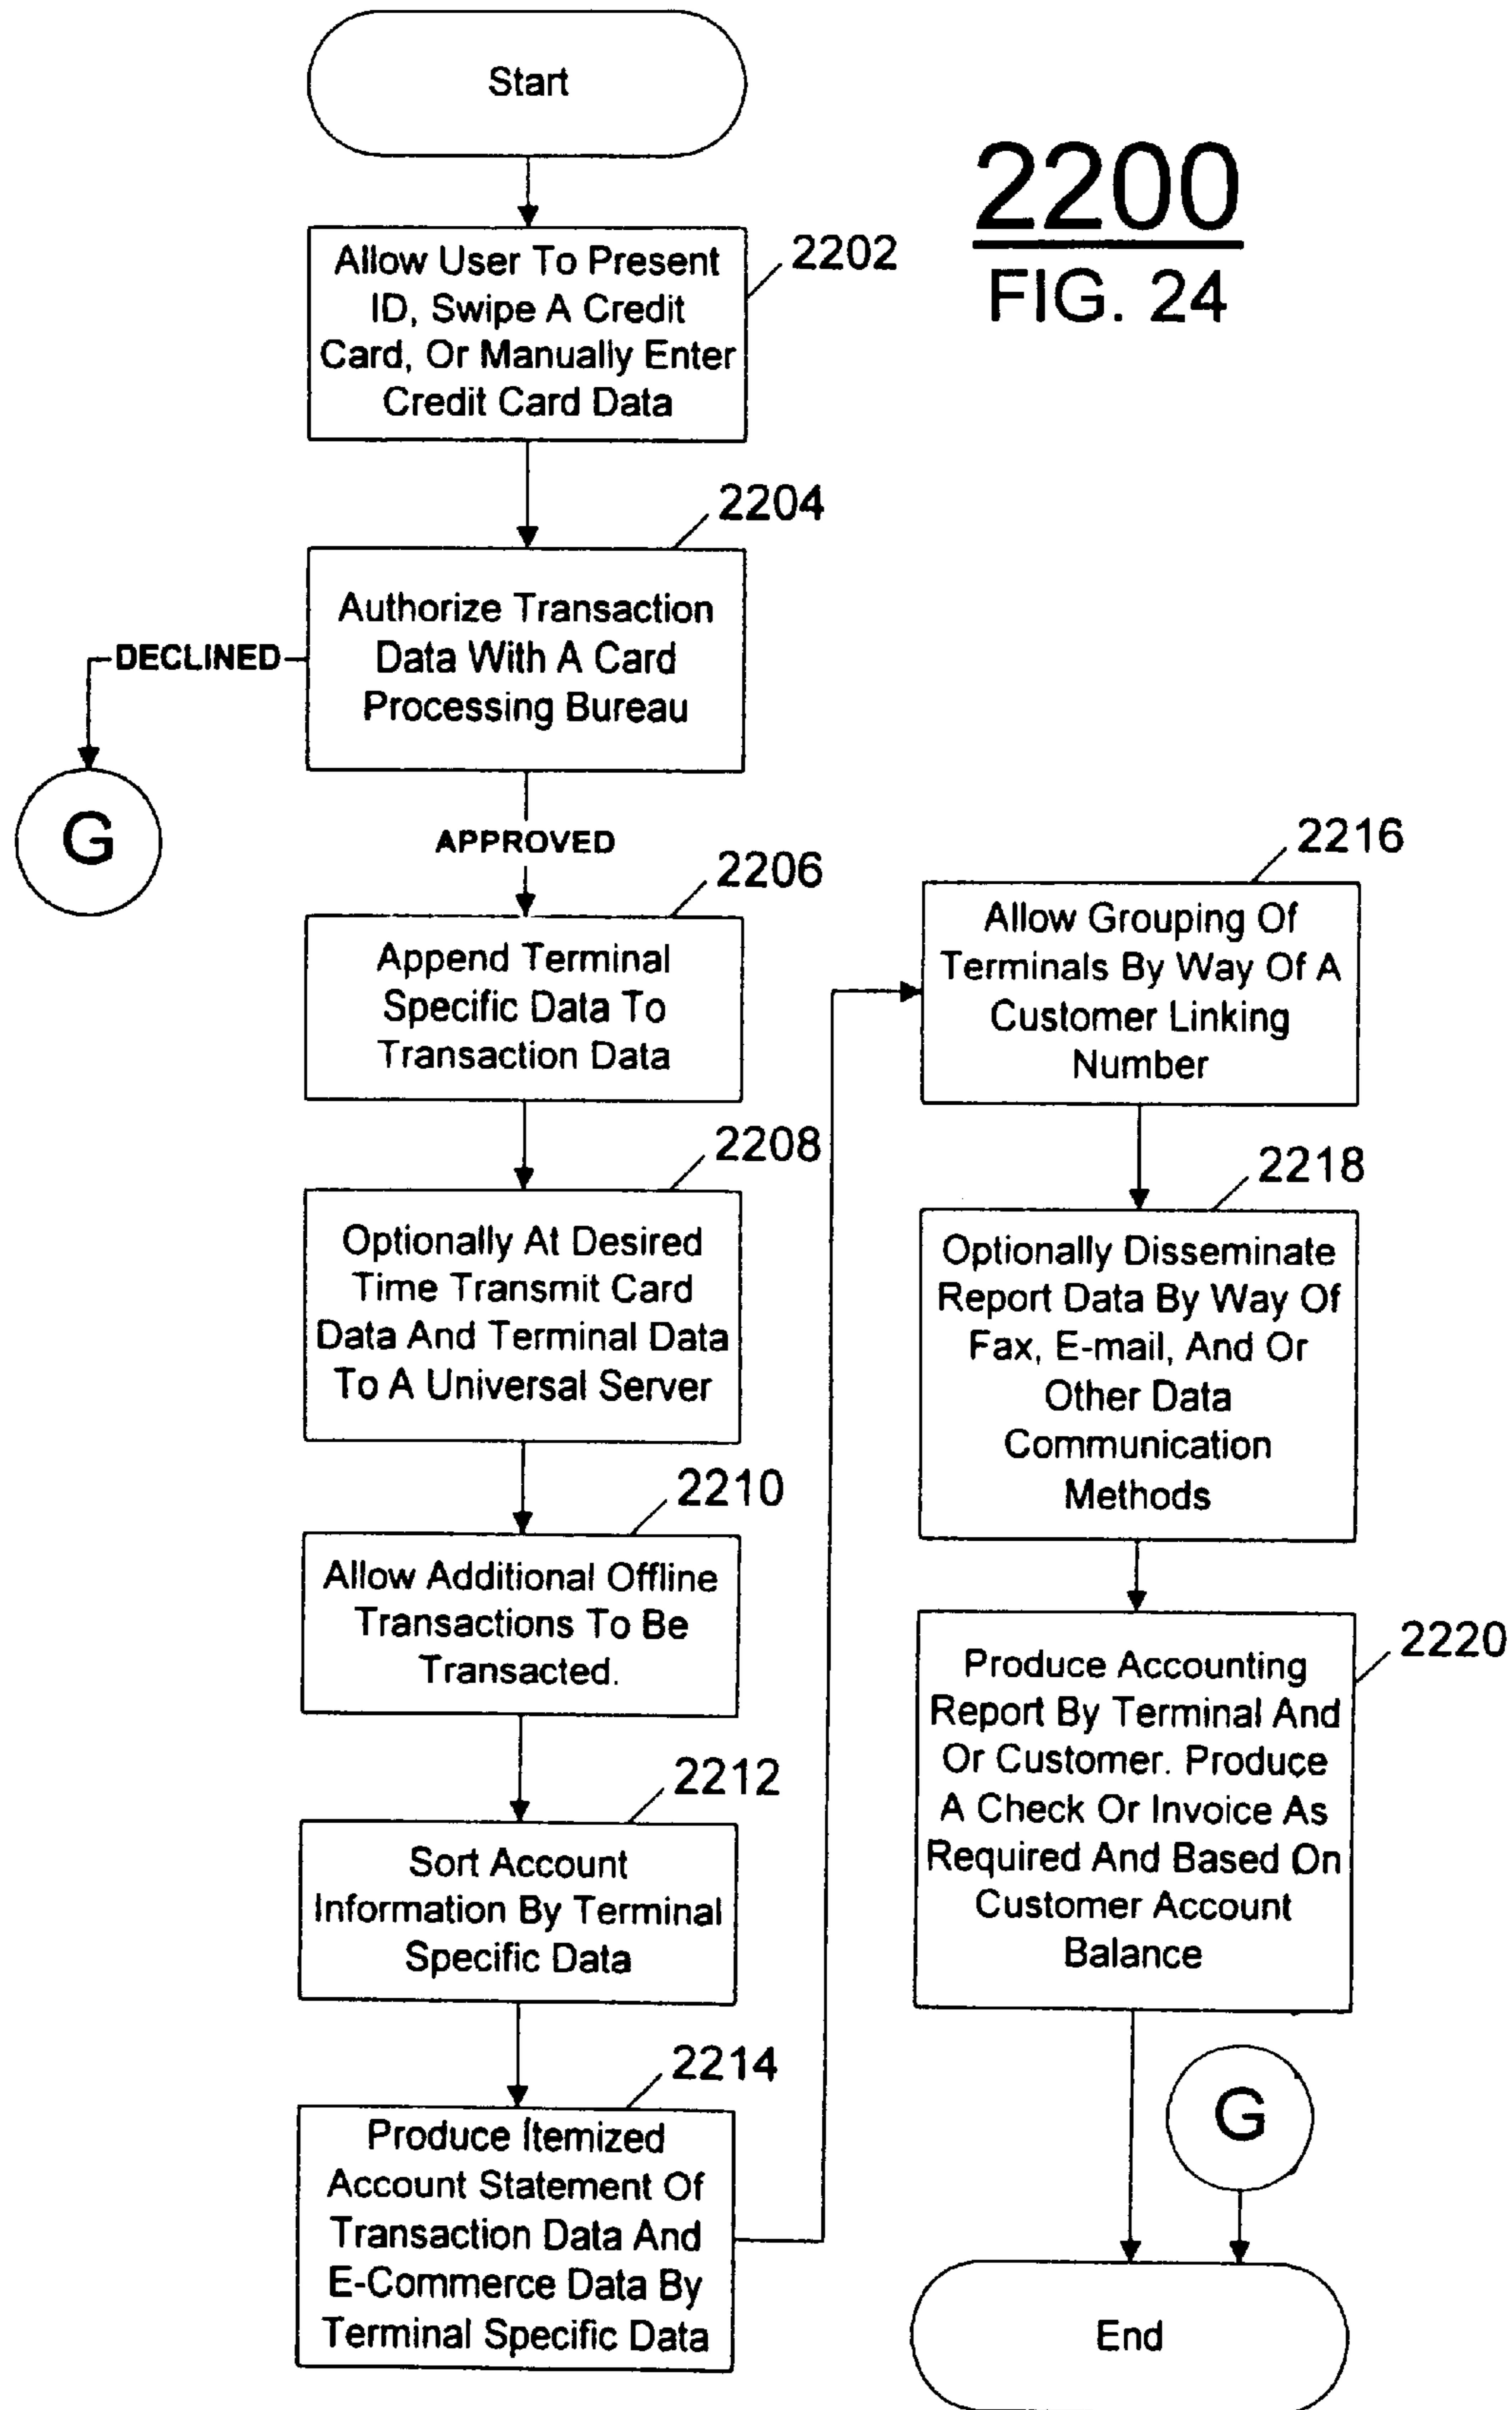 Start
2200
FIG. 24
2202
Allow User To Present
ID, Swipe A Credit
Card, Or Manually Enter
Credit Card Data
2204
Authorize Transaction
Data With A Card
Processing Bureau
DECLINED
G
APPROVED
2206
Append Terminal
Specific Data To
Transaction Data
2208
Optionally At Desired
Time Transmit Card
Data And Terminal Data
To A Universal Server
2210
Allow Additional Offline
Transactions To Be
Transacted.
2212
Sort Account
Information By Terminal
Specific Data
2214
Produce Itemized
Account Statement Of
Transaction Data And
E-Commerce Data By
Terminal Specific Data
2216
Allow Grouping Of
Terminals By Way Of A
Customer Linking
Number
2218
Optionally Disseminate
Report Data By Way Of
Fax, E-mail, And Or
Other Data
Communication
Methods
2220
Produce Accounting
Report By Terminal And
Or Customer. Produce
A Check Or Invoice As
Required And Based On
Customer Account
Balance
G
End